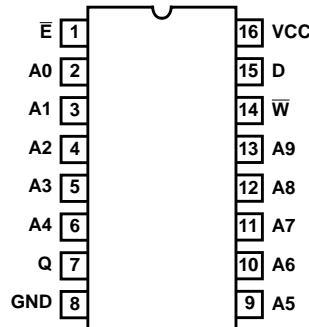 E̅ 1 16 VCC
A0 2 15 D
A1 3 14 W̅
A2 4 13 A9
A3 5 12 A8
A4 6 11 A7
Q 7 10 A6
GND 8 9 A5